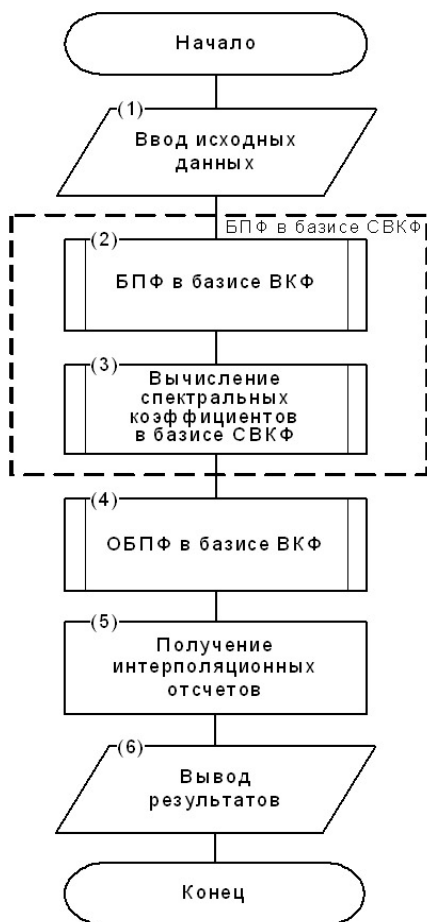 Начало
(1)
Ввод исходных
данных
БПФ в базисе СВКФ
(2)
БПФ в базисе ВКФ
(3)
Вычисление
спектральных
коэффициентов
в базисе СВКФ
(4)
ОБПФ в базисе ВКФ
(5)
Получение
интерполяционных
отсчетов
(6)
Вывод
результатов
Конец